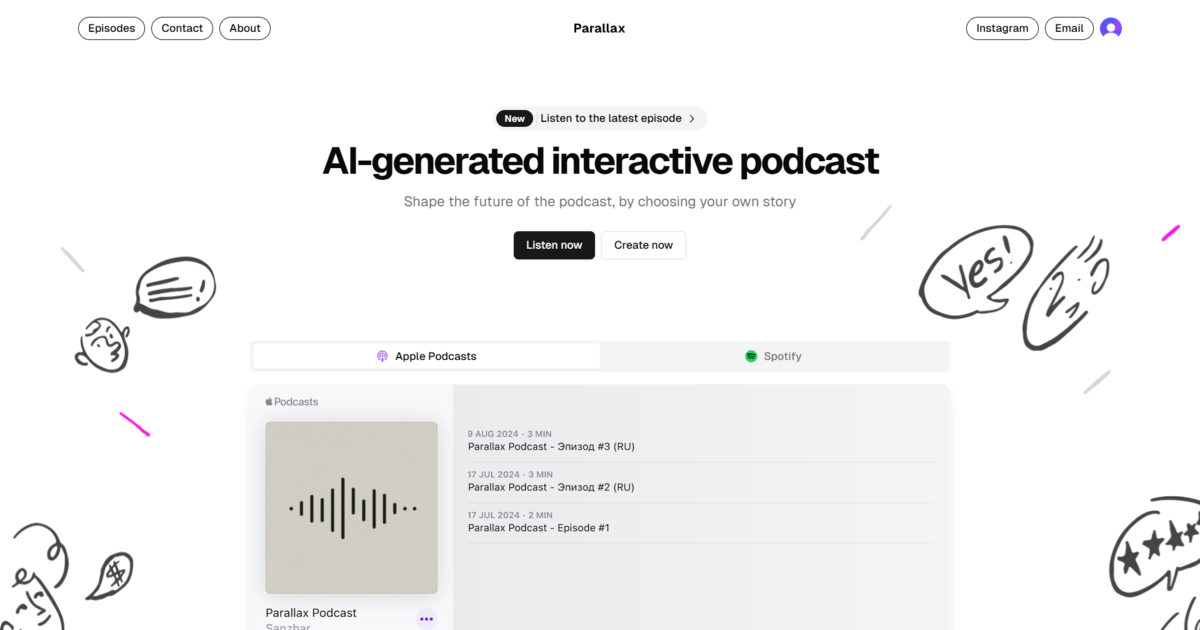 Episodes
Contact
About
Parallax
Instagram
Email
New Listen to the latest episode
AI-generated interactive podcast
Shape the future of the podcast, by choosing your own story
Listen now
Create now
Yes!
Apple Podcasts
Spotify
Podcasts
9 AUG 2024 · 3 MIN
Parallax Podcast - Эпизод #3 (RU)
17 JUL 2024 · 3 MIN
Parallax Podcast - Эпизод #2 (RU)
17 JUL 2024 · 2 MIN
Parallax Podcast - Episode #1
$
Parallax Podcast
Sanzhar